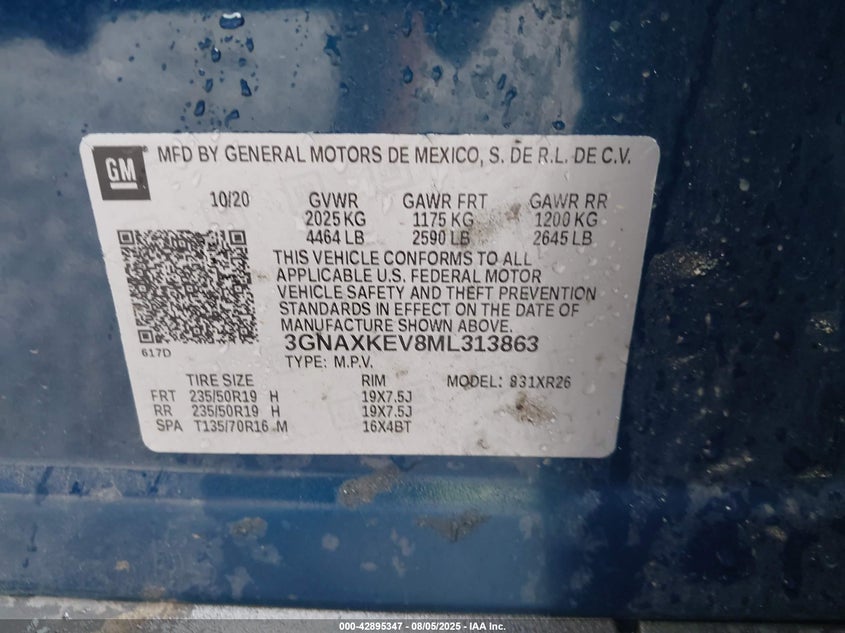 GM
MFD BY GENERAL MOTORS DE MEXICO, S. DE R.L. DE C.V.
10/20 GVWR GAWR FRT GAWR RR
2025 KG 1175 KG 1200 KG
4464 LB 2590 LB 2645 LB
THIS VEHICLE CONFORMS TO ALL
APPLICABLE U.S. FEDERAL MOTOR
VEHICLE SAFETY AND THEFT PREVENTION
STANDARDS IN EFFECT ON THE DATE OF
MANUFACTURE SHOWN ABOVE.
617D
3GNAXKEV8ML313863
TYPE: M.P.V.
TIRE SIZE RIM MODEL: 831XR26
FRT 235/50R19 H 19X7.5J
RR 235/50R19 H 19X7.5J
SPA T135/70R16 M 16X4BT
000-42895347 - 08/05/2025 - IAA Inc.